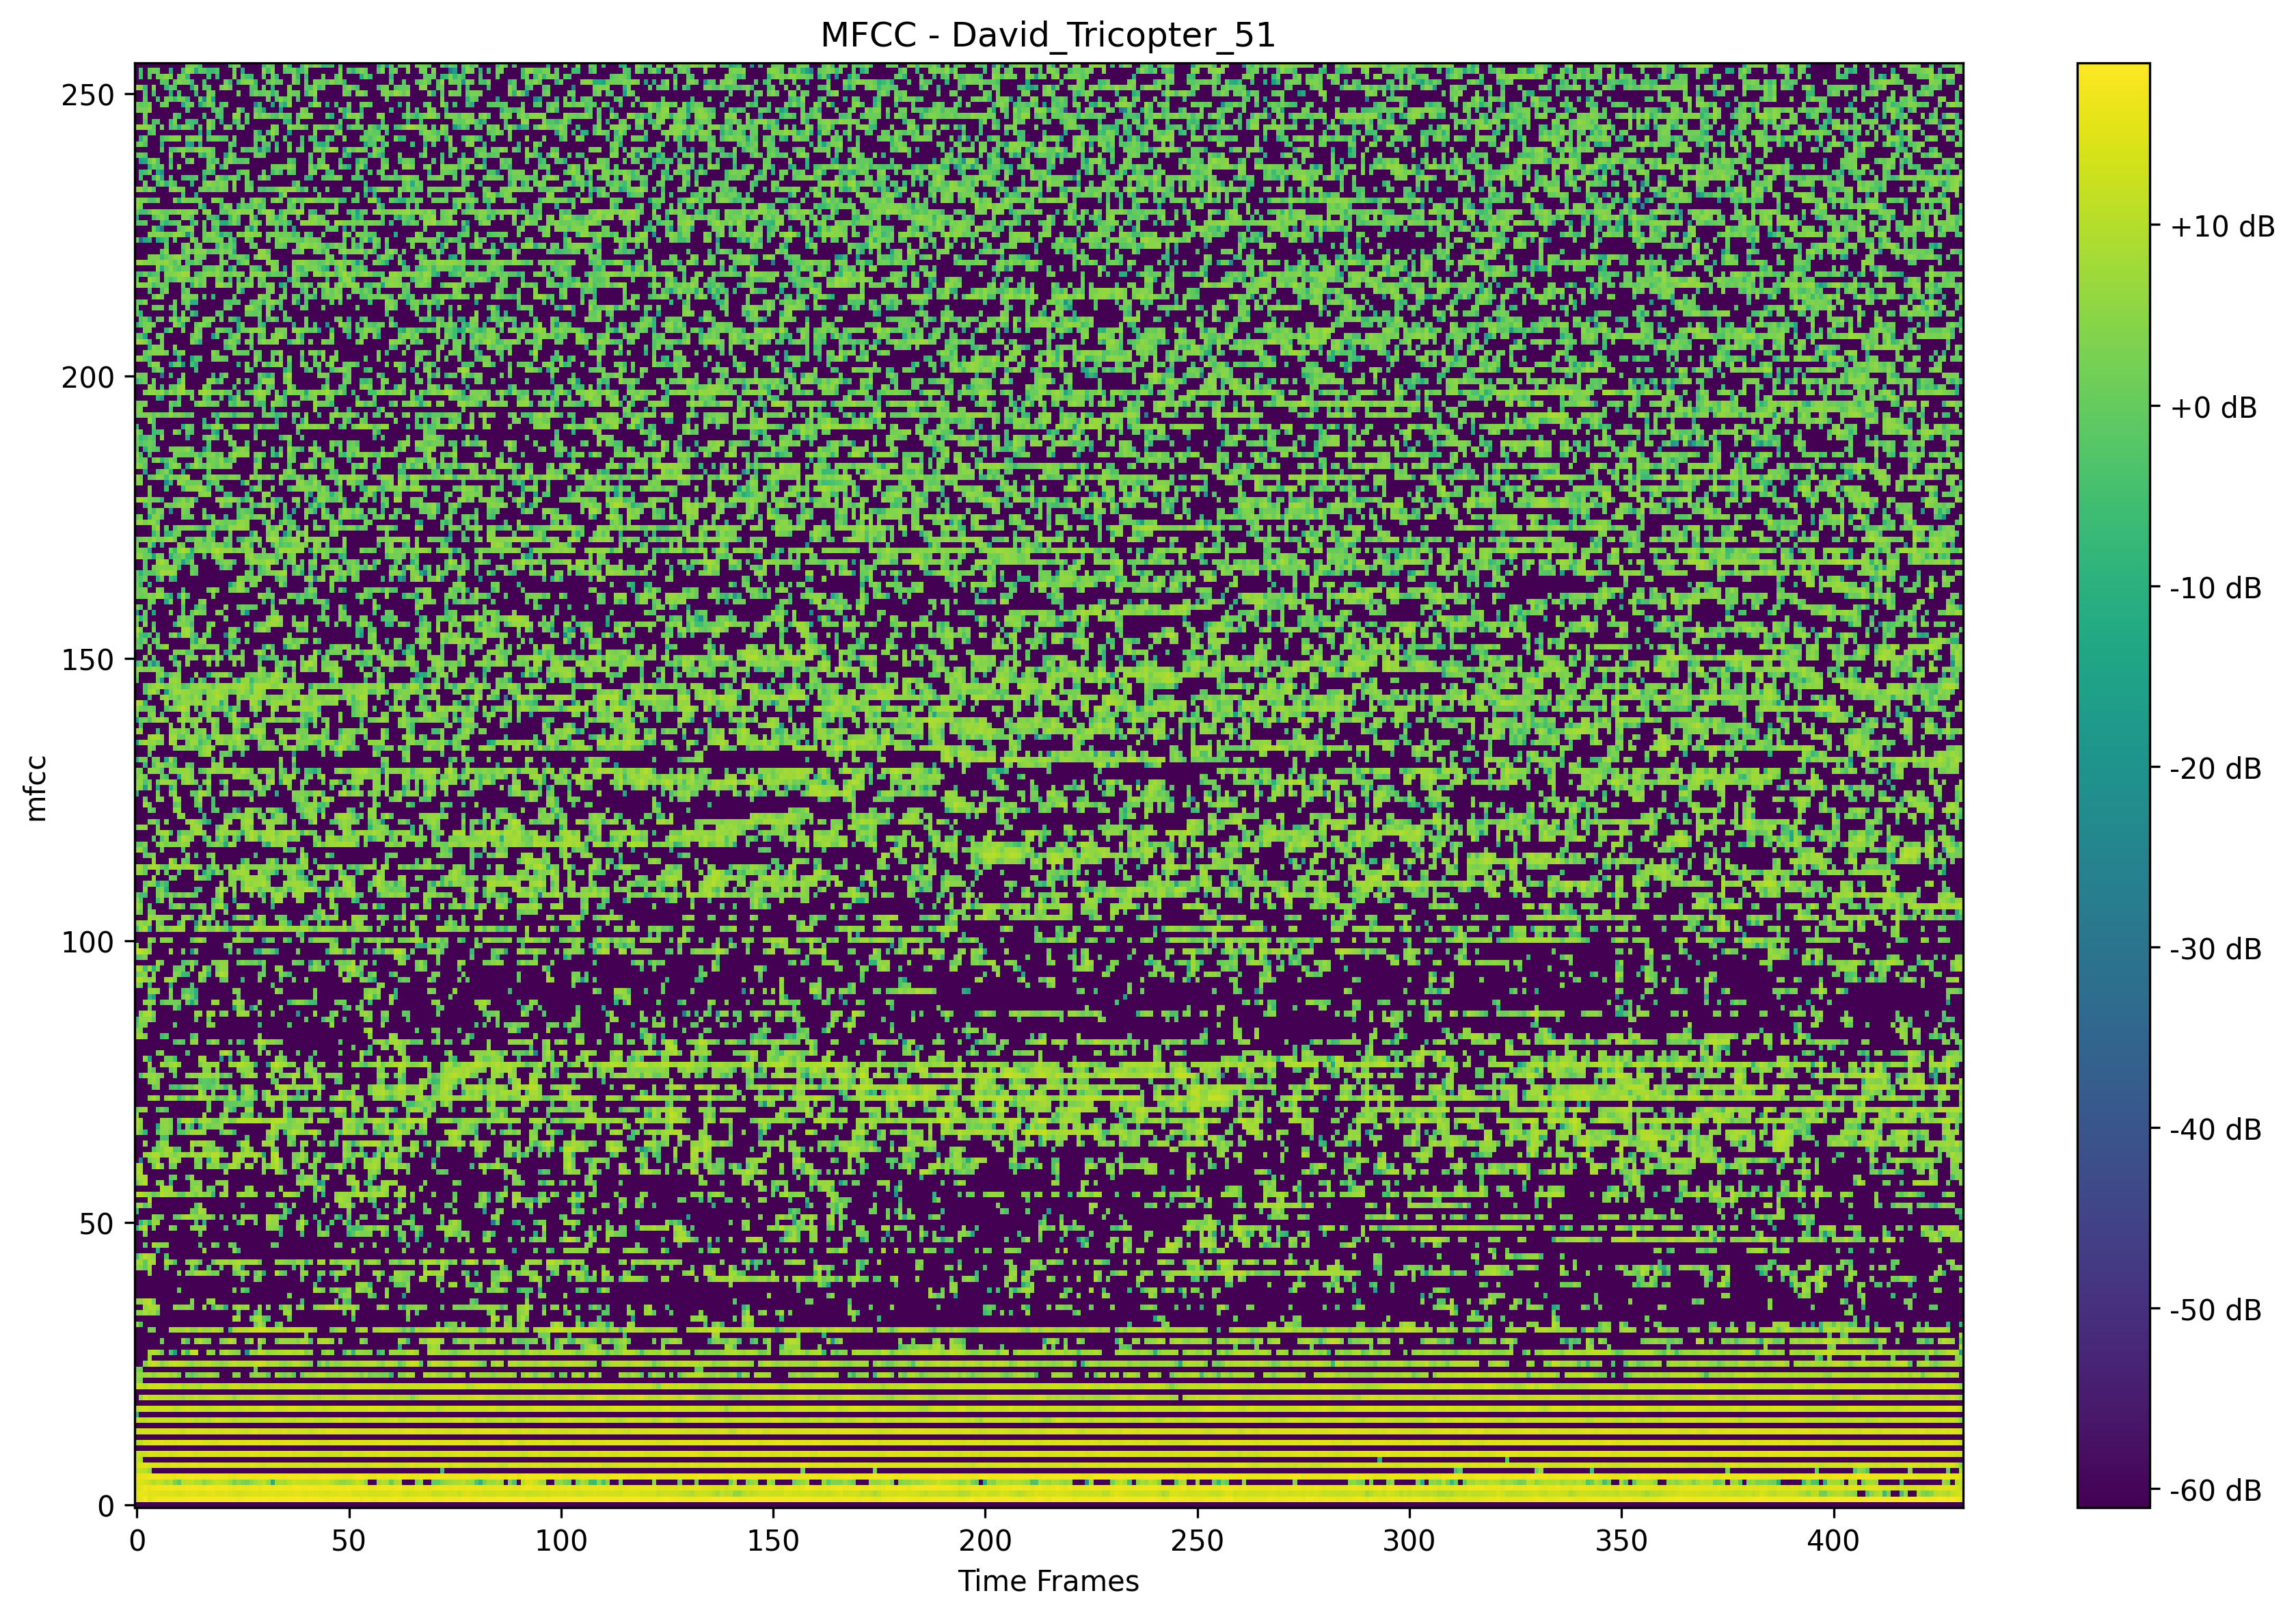 MFCC - David_Tricopter_51
250
200
150
100
50
0
mfcc
0 50 100 150 200 250 300 350 400
Time Frames
+10 dB
+0 dB
-10 dB
-20 dB
-30 dB
-40 dB
-50 dB
-60 dB